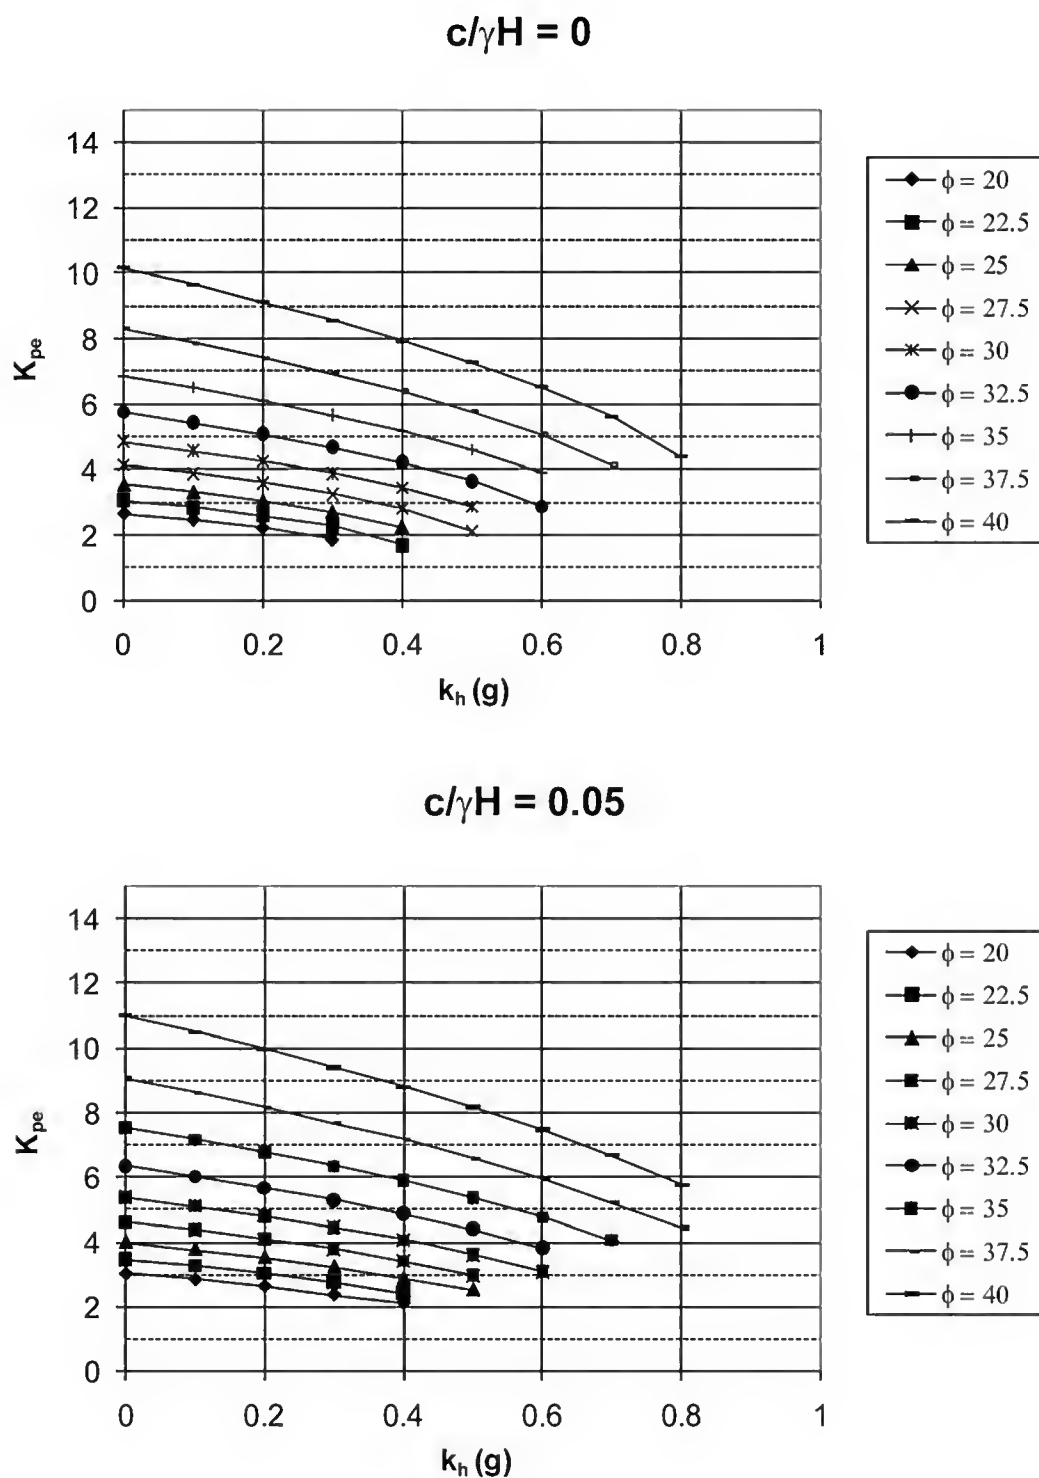 c/γH = 0
14
12
10
8
6
4
2
0
K_pe
0 0.2 0.4 0.6 0.8 1
k_h (g)
ϕ = 20
ϕ = 22.5
ϕ = 25
ϕ = 27.5
ϕ = 30
ϕ = 32.5
ϕ = 35
ϕ = 37.5
ϕ = 40
c/γH = 0.05
14
12
10
8
6
4
2
0
K_pe
0 0.2 0.4 0.6 0.8 1
k_h (g)
ϕ = 20
ϕ = 22.5
ϕ = 25
ϕ = 27.5
ϕ = 30
ϕ = 32.5
ϕ = 35
ϕ = 37.5
ϕ = 40